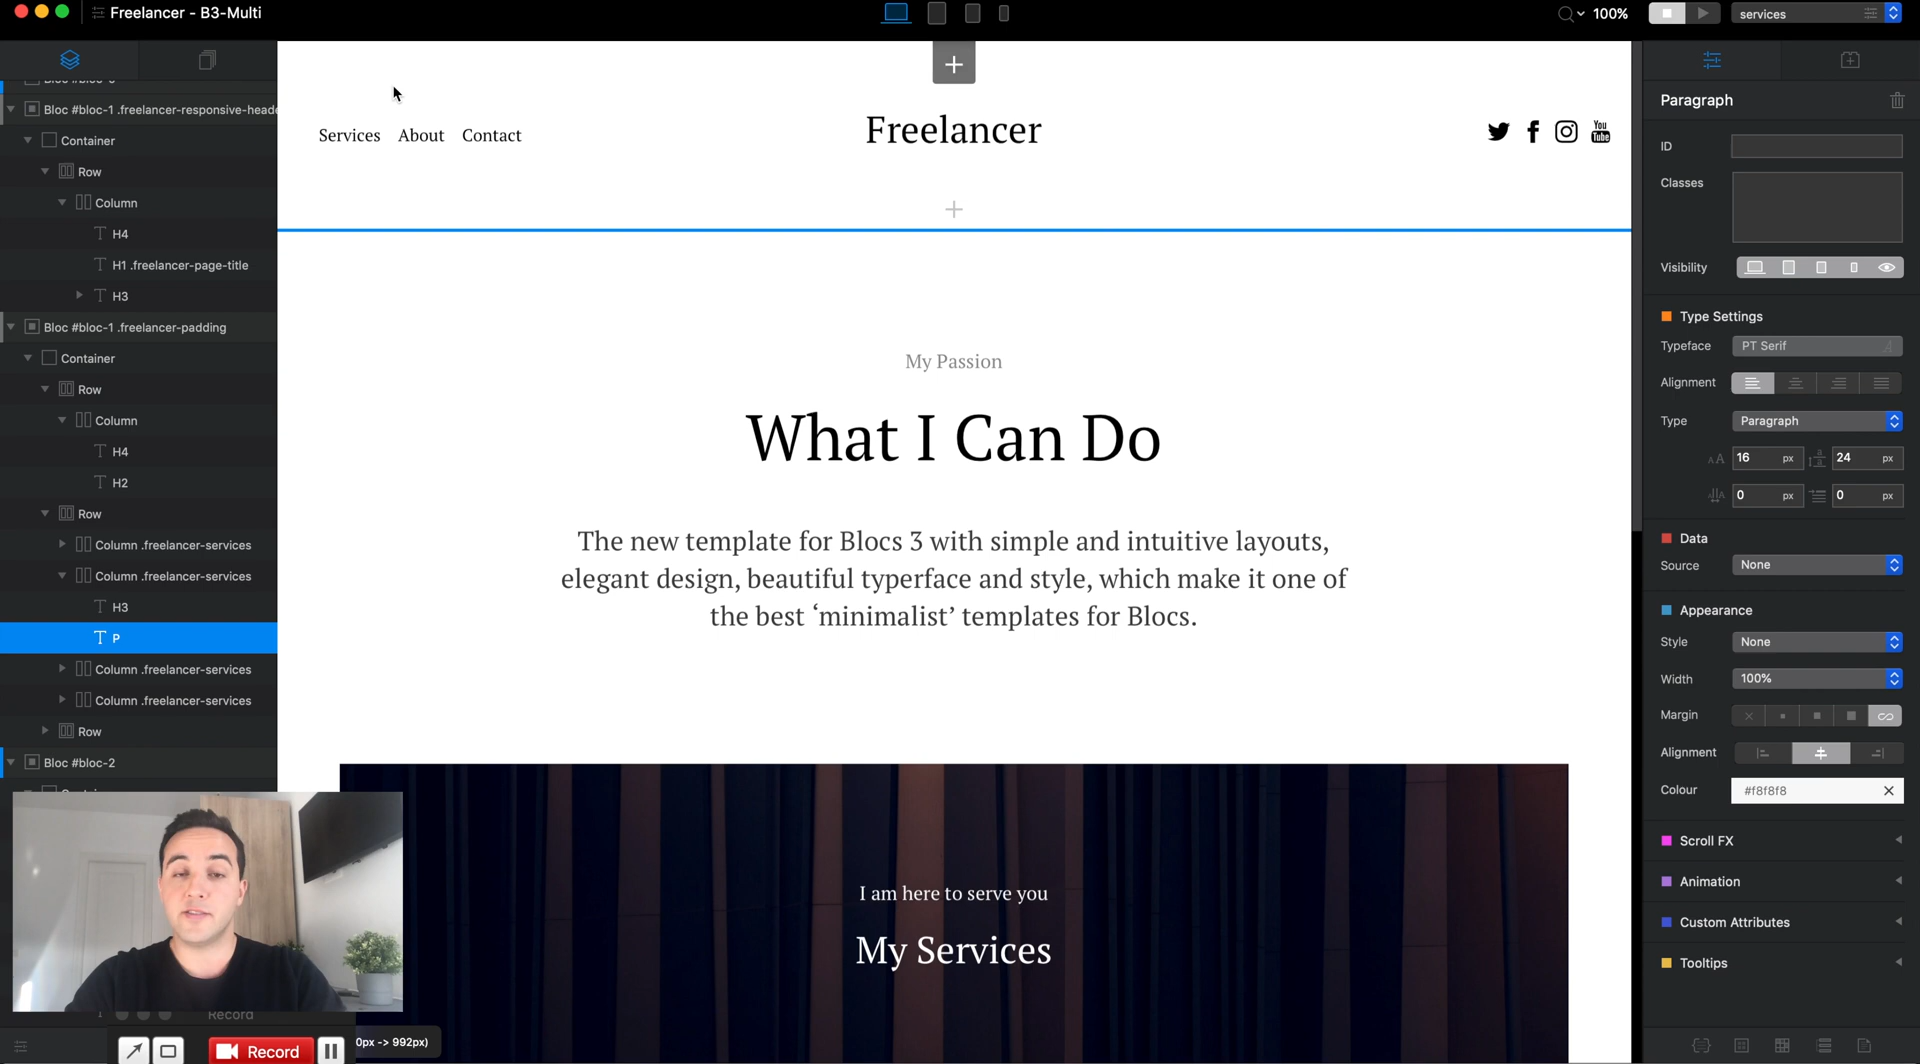 Freelancer - B3-Multi
100%
services
Bloc #bloc-1 .freelancer-responsive-heade
Container
Row
Column
H4
H1 .freelancer-page-title
H3
Bloc #bloc-1 .freelancer-padding
Container
Row
Column
H4
H2
Row
Column .freelancer-services
Column .freelancer-services
H3
P
Column .freelancer-services
Column .freelancer-services
Row
Bloc #bloc-2
Record
Record
0px -> 992px)
Services About Contact
Freelancer
You
Tube
My Passion
What I Can Do
The new template for Blocs 3 with simple and intuitive layouts,
elegant design, beautiful typerface and style, which make it one of
the best ‘minimalist’ templates for Blocs.
I am here to serve you
My Services
Paragraph
ID
Classes
Visibility
Type Settings
Typeface PT Serif
Alignment
Type Paragraph
16 px 24 px
0 px 0 px
Data
Source None
Appearance
Style None
Width 100%
Margin
Alignment
Colour #f8f8f8
Scroll FX
Animation
Custom Attributes
Tooltips